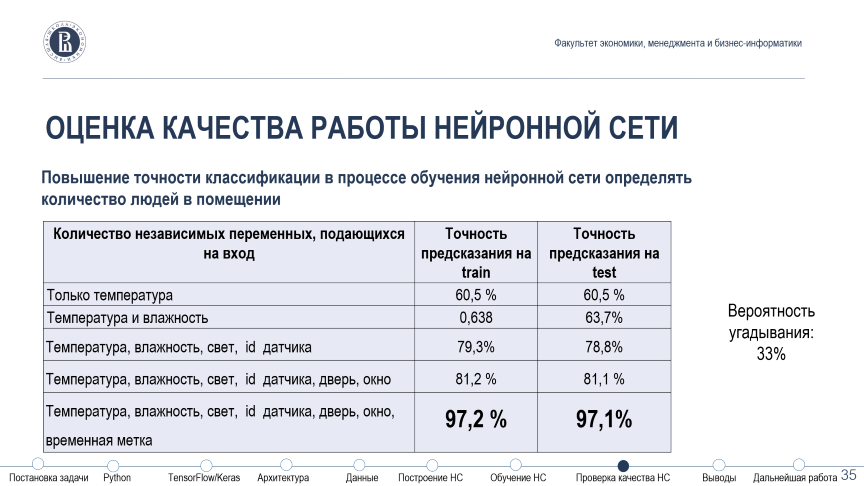 Факультет экономики, менеджмента и бизнес-информатики
ОЦЕНКА КАЧЕСТВА РАБОТЫ НЕЙРОННОЙ СЕТИ
Повышение точности классификации в процессе обучения нейронной сети определять
количество людей в помещении
Количество независимых переменных, подающихся
на вход
Точность
предсказания на
train
Точность
предсказания на
test
Только температура
60,5 %
60,5 %
Температура и влажность
0,638
63,7%
Температура, влажность, свет, id датчика
79,3%
78,8%
Температура, влажность, свет, id датчика, дверь, окно
81,2 %
81,1 %
Температура, влажность, свет, id датчика, дверь, окно,
временная метка
97,2 %
97,1%
Вероятность
угадывания:
33%
Постановка задачи
Python
TensorFlow/Keras
Архитектура
Данные
Построение НС
Обучение НС
Проверка качества НС
Выводы
Дальнейшая работа
35